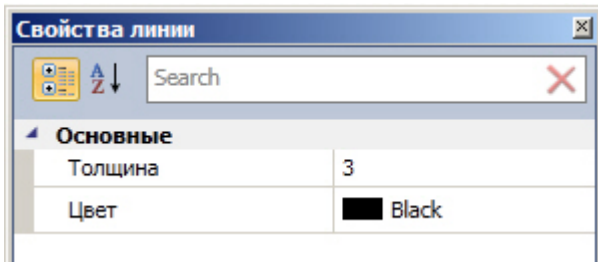 Свойства линии
A
Z
Search
Основные
Толщина 3
Цвет Black